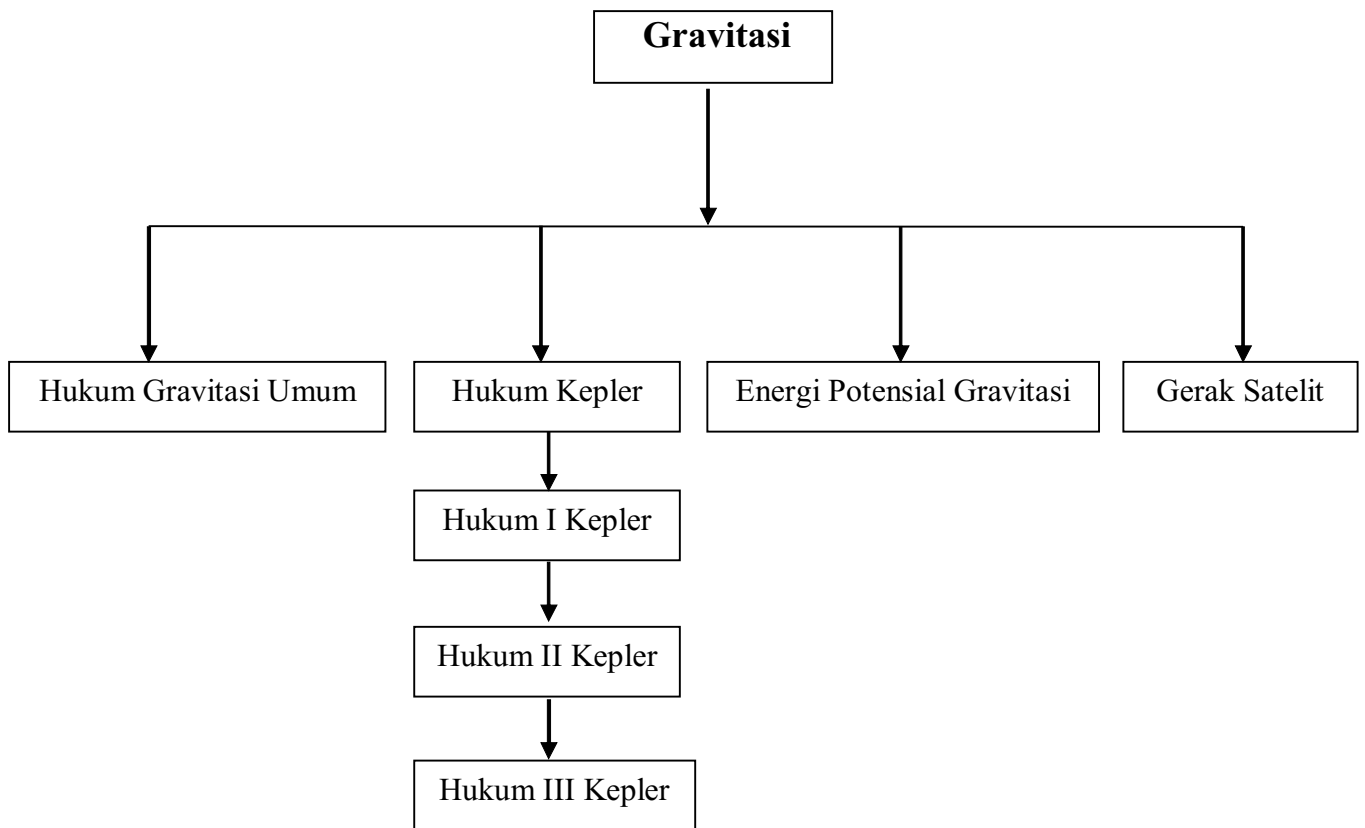 Gravitasi
Hukum Gravitasi Umum
Hukum Kepler
Energi Potensial Gravitasi
Gerak Satelit
Hukum I Kepler
Hukum II Kepler
Hukum III Kepler